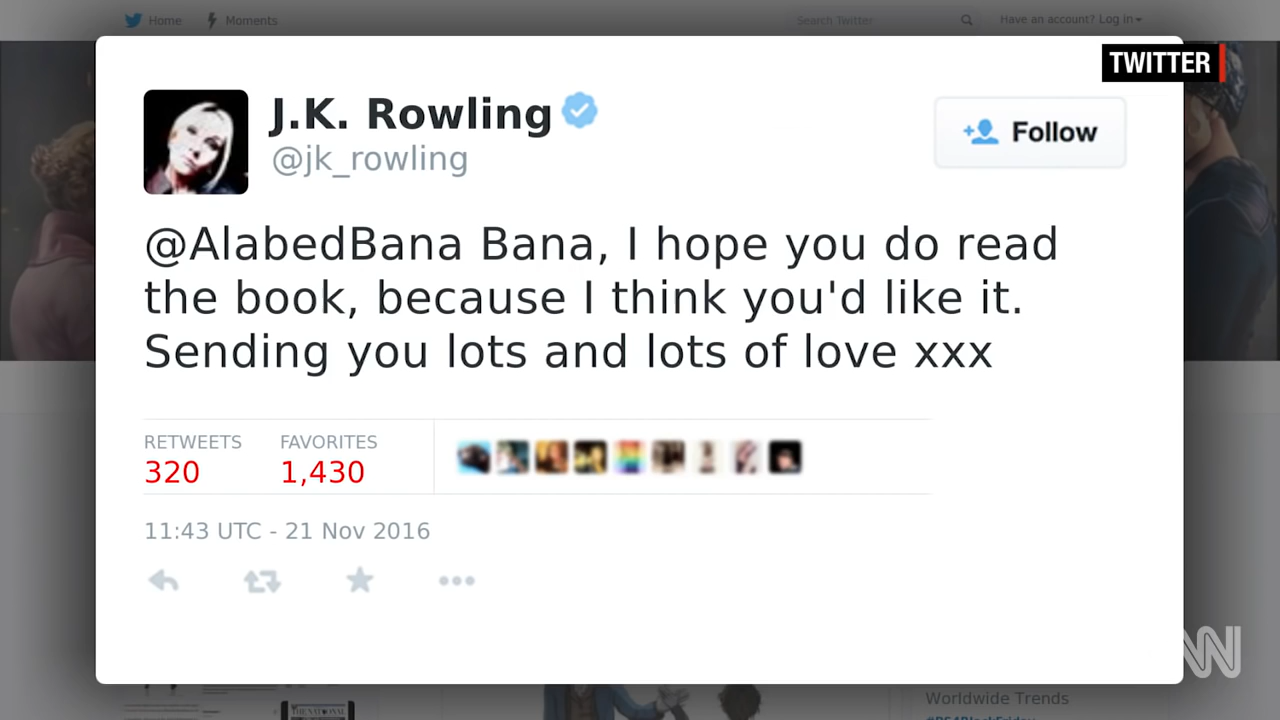 Home Moments Search Twitter Have an account? Log in
TWITTER
J.K. Rowling
@jk_rowling
Follow
@AlabedBana Bana, I hope you do read
the book, because I think you'd like it.
Sending you lots and lots of love xxx
RETWEETS FAVORITES
320 1,430
11:43 UTC - 21 Nov 2016
Worldwide Trends
THE NATIONAL